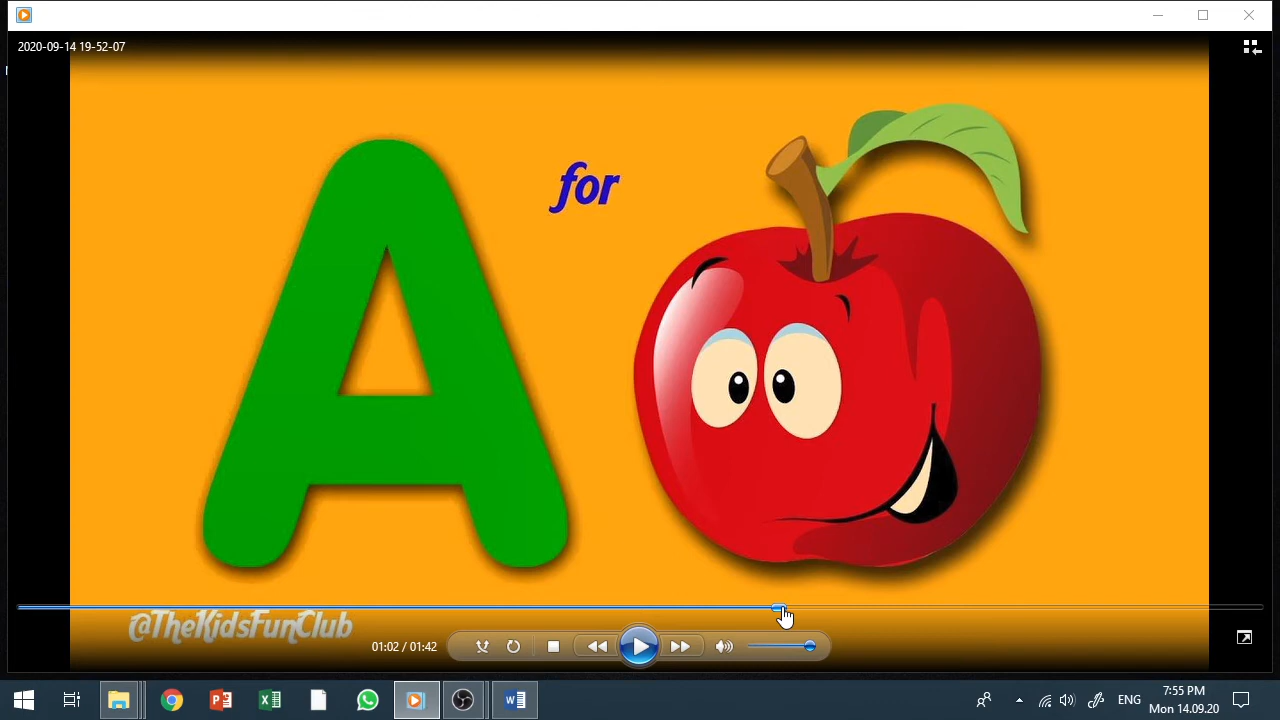 2020-09-14 19-52-07
A for
@TheKidsFunClub
01:02 / 01:42
ENG
7:55 PM
Mon 14.09.20